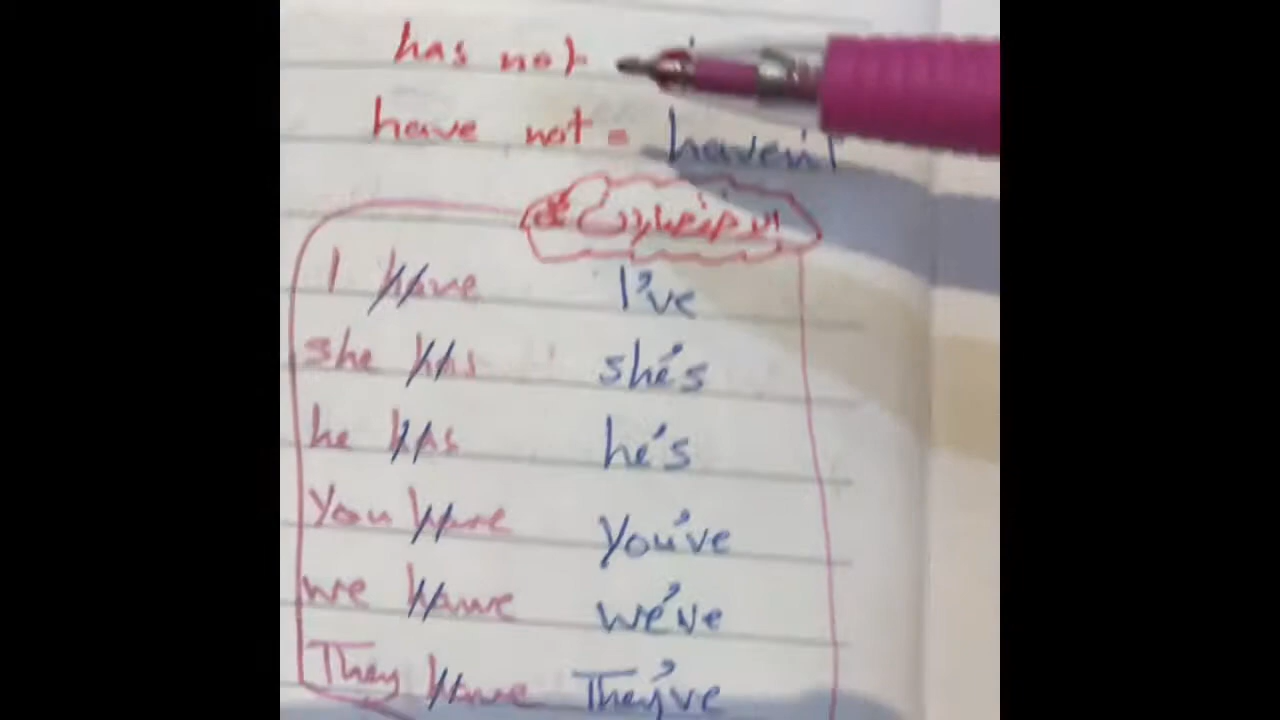 has not
have not = haven't
الاختصارات
I have I've
she has she's
he has he's
You have You've
we have we've
They have They've